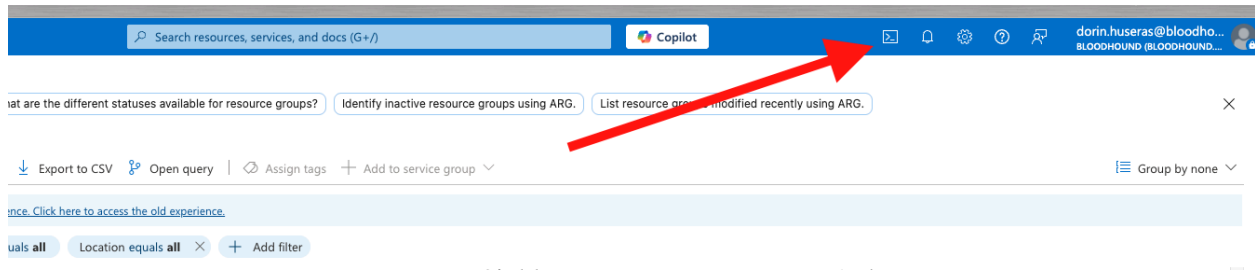 Search resources, services, and docs (G+/)
Copilot
dorin.huseras@bloodho...
BLOODHOUND (BLOODHOUND....
hat are the different statuses available for resource groups?
Identify inactive resource groups using ARG.
List resource groups modified recently using ARG.
Export to CSV
Open query
Assign tags
Add to service group
Group by none
ence. Click here to access the old experience.
uals all
Location equals all
Add filter